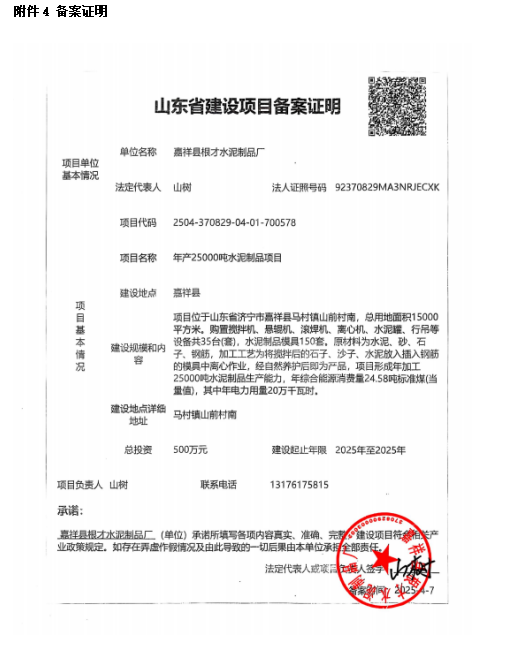 附件 4  备案证明
山东省建设项目备案证明
项目单位
基本情况
单位名称 嘉祥县根才水泥制品厂
法定代表人 山树 法人证照号码 92370829MA3NRJECXK
项目
基本
情况
项目代码 2504-370829-04-01-700578
项目名称 年产25000吨水泥制品项目
建设地点 嘉祥县
建设规模和内
容
项目位于山东省济宁市嘉祥县马村镇山前村南，总用地面积15000
平方米。购置搅拌机、悬辊机、滚焊机、离心机、水泥罐、行吊等
设备共35台(套)，水泥制品模具150套。原材料为水泥、砂、石
子、钢筋，加工工艺为将搅拌后的石子、沙子、水泥放入插入钢筋
的模具中离心作业，经自然养护后即为产品，项目形成年加工
25000吨水泥制品生产能力，年综合能源消费量24.58吨标准煤(当
量值)，其中年电力用量20万千瓦时。
建设地点详细
地址
马村镇山前村南
总投资 500万元 建设起止年限 2025年至2025年
项目负责人 山树 联系电话 13176175815
承诺：
嘉祥县根才水泥制品厂（单位）承诺所填写各项内容真实、准确、完整，建设项目符合相关产
业政策规定。如存在弄虚作假情况及由此导致的一切后果由本单位承担全部责任。
法定代表人或项目负责人签字：山树
备案时间：2025-4-7